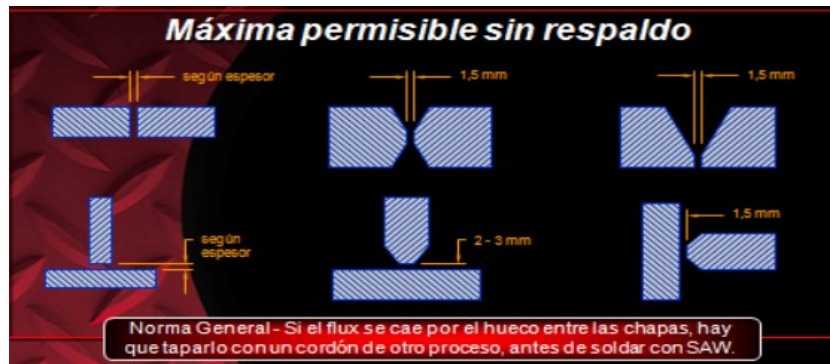 Máxima permisible sin respaldo
según espesor
1,5 mm
1,5 mm
según
espesor
2 - 3 mm
1,5 mm
Norma General - Si el flux se cae por el hueco entre las chapas, hay
que taparlo con un cordón de otro proceso, antes de soldar con SAW.